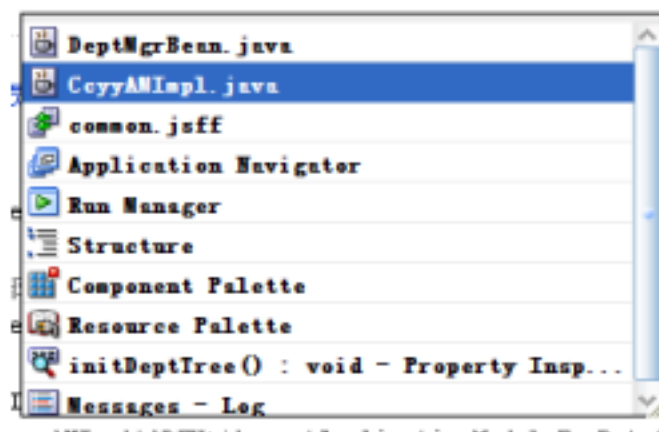 DeptMgrBean.java
CcyyAMImpl.java
common.jsff
Application Navigator
Run Manager
Structure
Component Palette
Resource Palette
initDeptTree() : void - Property Insp...
Messages - Log